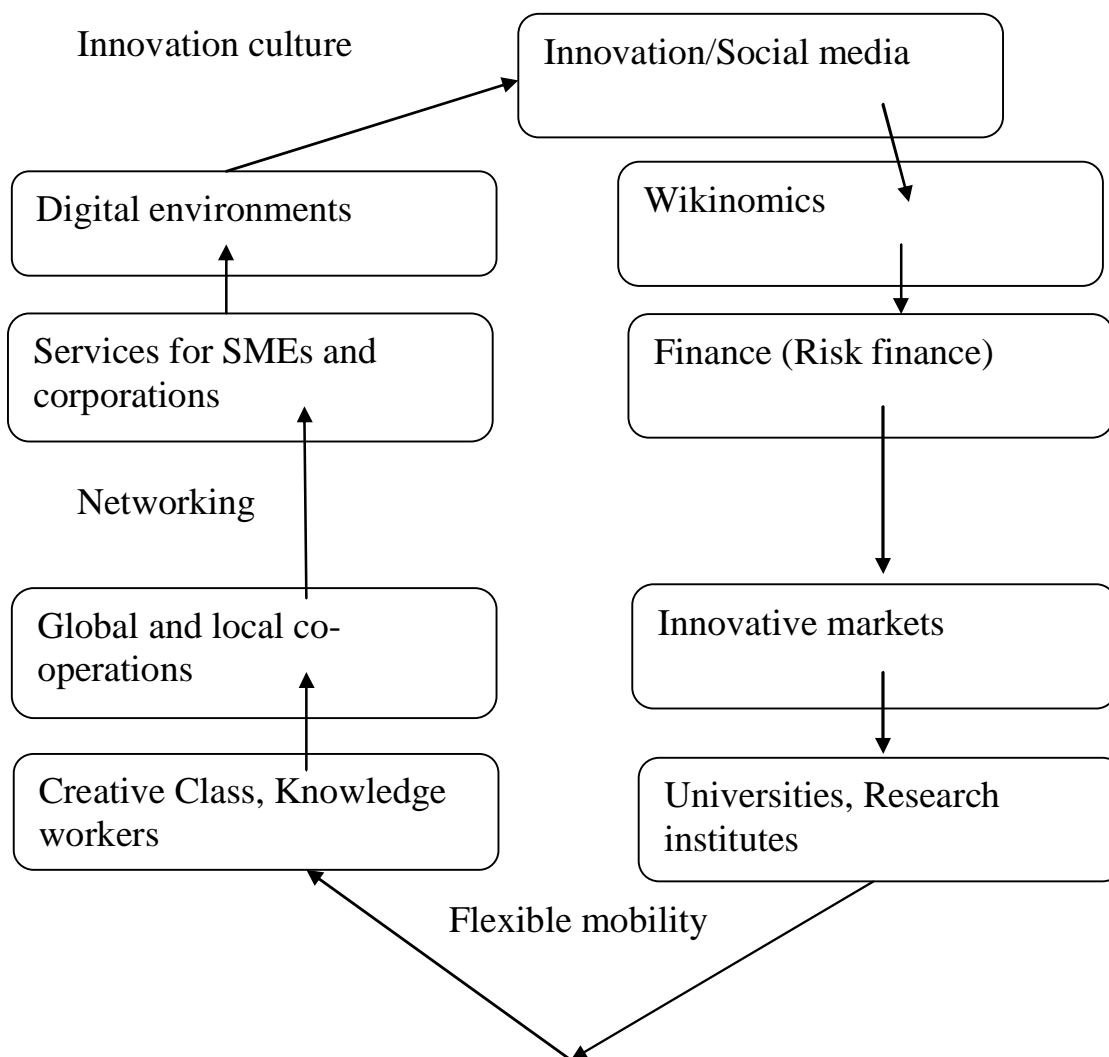 Innovation culture
Innovation/Social media
Digital environments
Wikinomics
Services for SMEs and
corporations
Finance (Risk finance)
Networking
Global and local co-
operations
Innovative markets
Creative Class, Knowledge
workers
Universities, Research
institutes
Flexible mobility